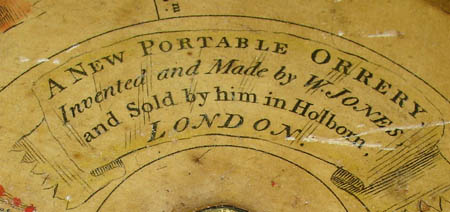 A NEW PORTABLE ORRERY.
Invented and Made by W. JONES,
and Sold by him in Holborn,
LONDON.